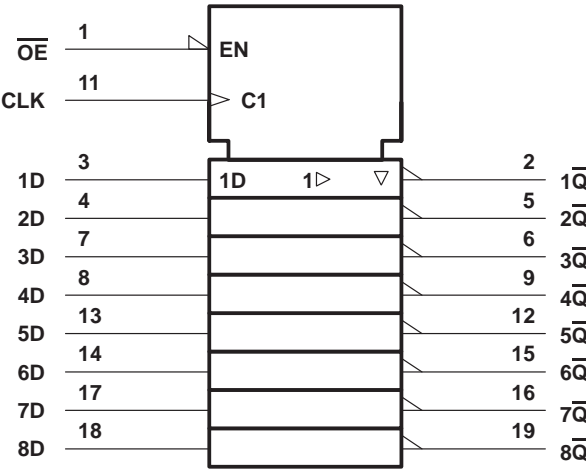 OE̅ 1 EN
CLK 11 C1
1D 3 1D 1 2 1Q̅
2D 4 5 2Q̅
3D 7 6 3Q̅
4D 8 9 4Q̅
5D 13 12 5Q̅
6D 14 15 6Q̅
7D 17 16 7Q̅
8D 18 19 8Q̅